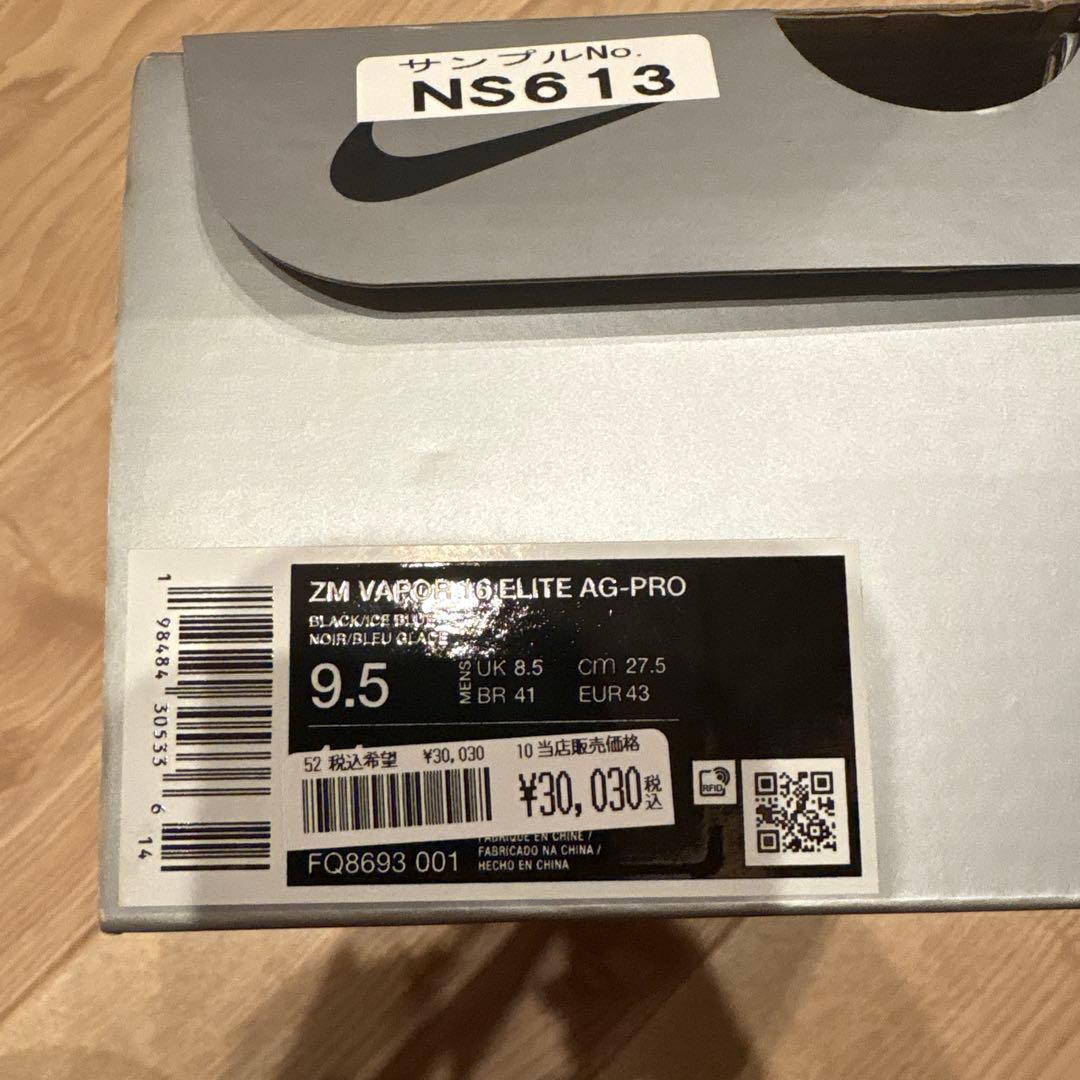 サンプルNo.
NS613
ZM VAPOR 16 ELITE AG-PRO
BLACK/ICE BLUE
NOIR/BLEU GLACE
9.5
MENS
UK 8.5
CM 27.5
BR 41
EUR 43
52 税込希望 ¥30,030
10 当店販売価格
¥30,030税込
RFID
FABRIQUE EN CHINE /
FABRICADO NA CHINA /
HECHO EN CHINA
FQ8693 001
1 98484 30533 6 14